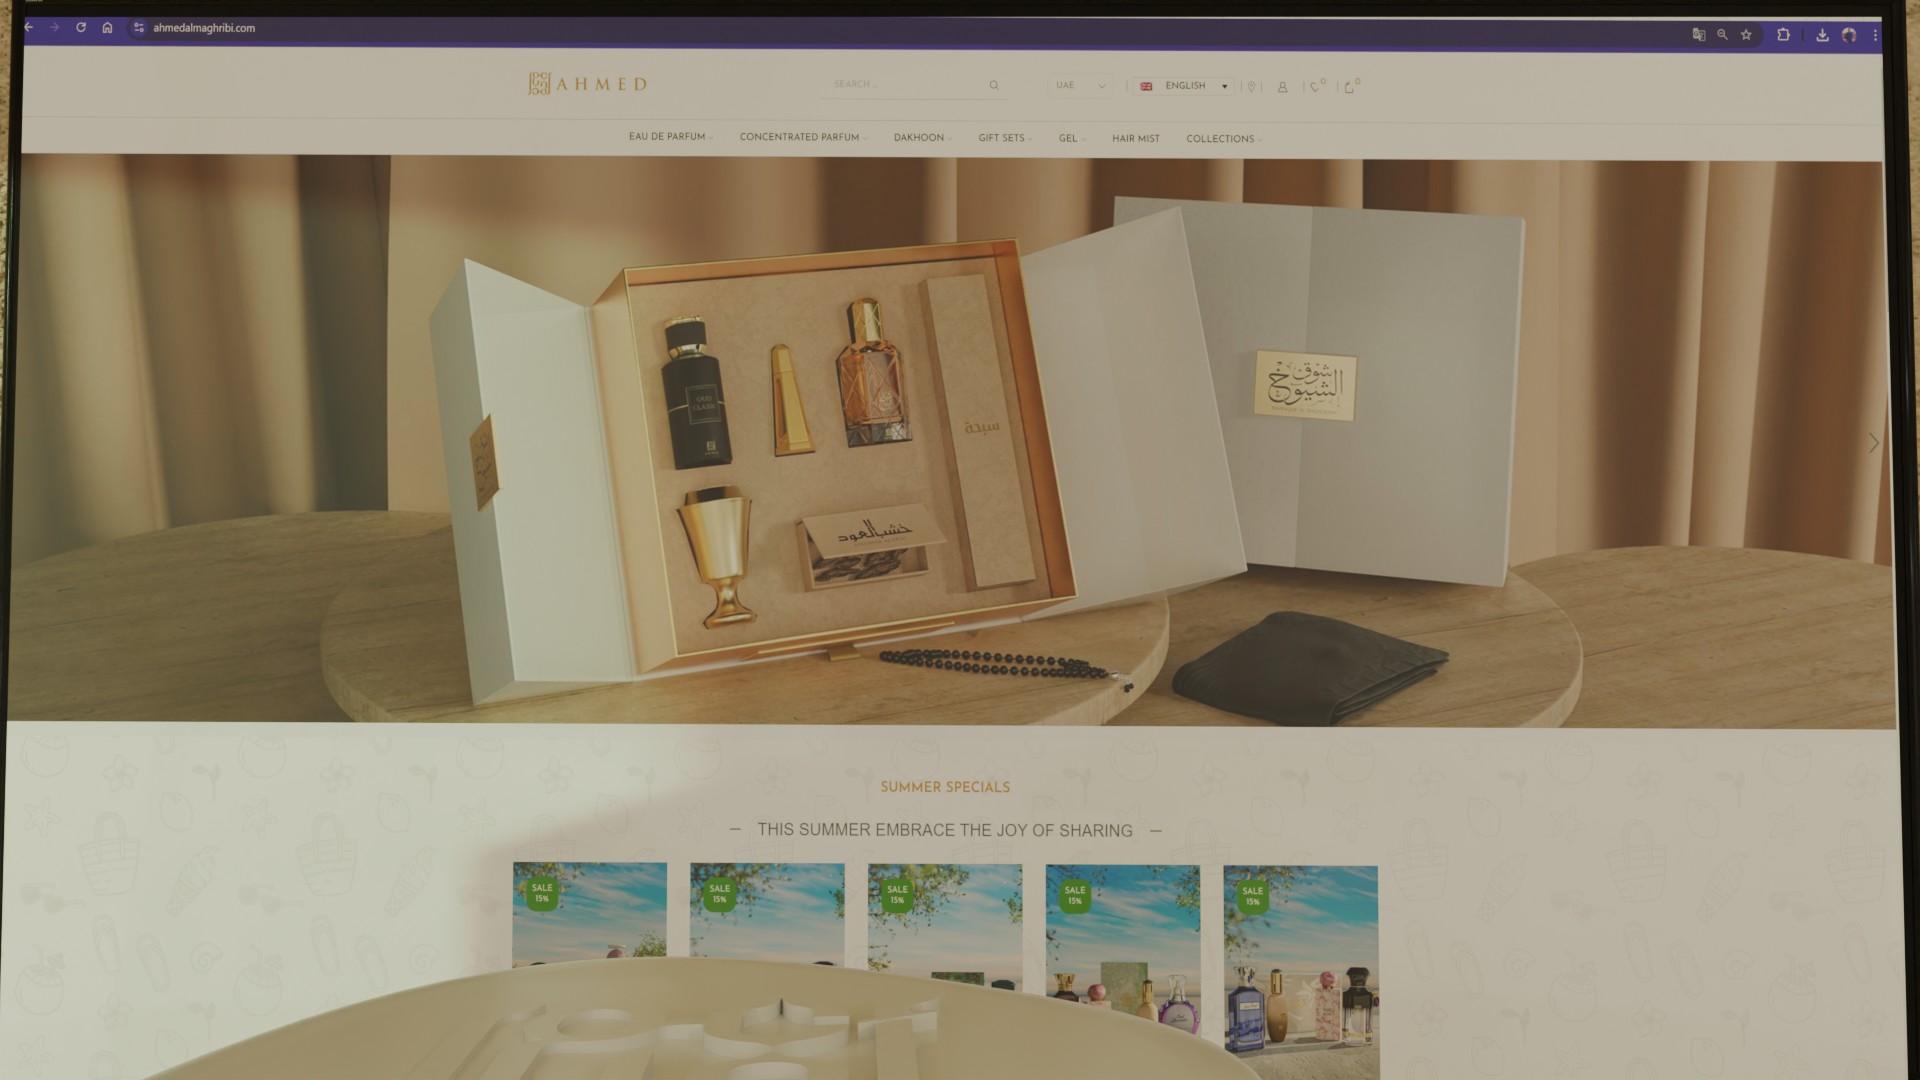 ahmedalmaghribi.com
AHMED
SEARCH ...
UAE
ENGLISH
0
0
EAU DE PARFUM
CONCENTRATED PARFUM
DAKHOON
GIFT SETS
GEL
HAIR MIST
COLLECTIONS
OUD
CLASSIC
سبحة
خشب العود
شوق
الشيوخ
SUMMER SPECIALS
— THIS SUMMER EMBRACE THE JOY OF SHARING —
SALE
15%
SALE
15%
SALE
15%
SALE
15%
SALE
15%